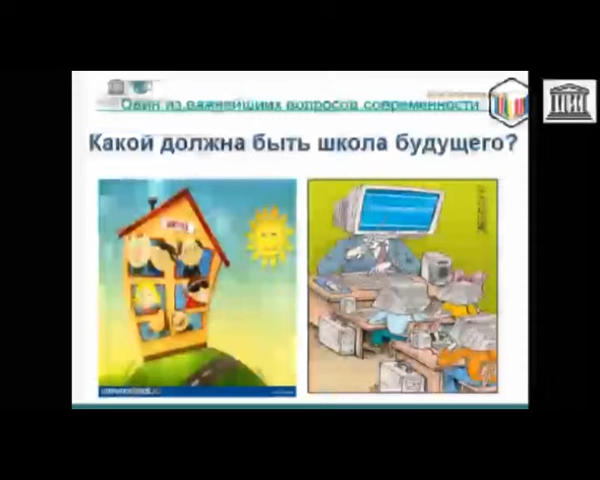 Один из важнейших вопросов современности
Какой должна быть школа будущего?